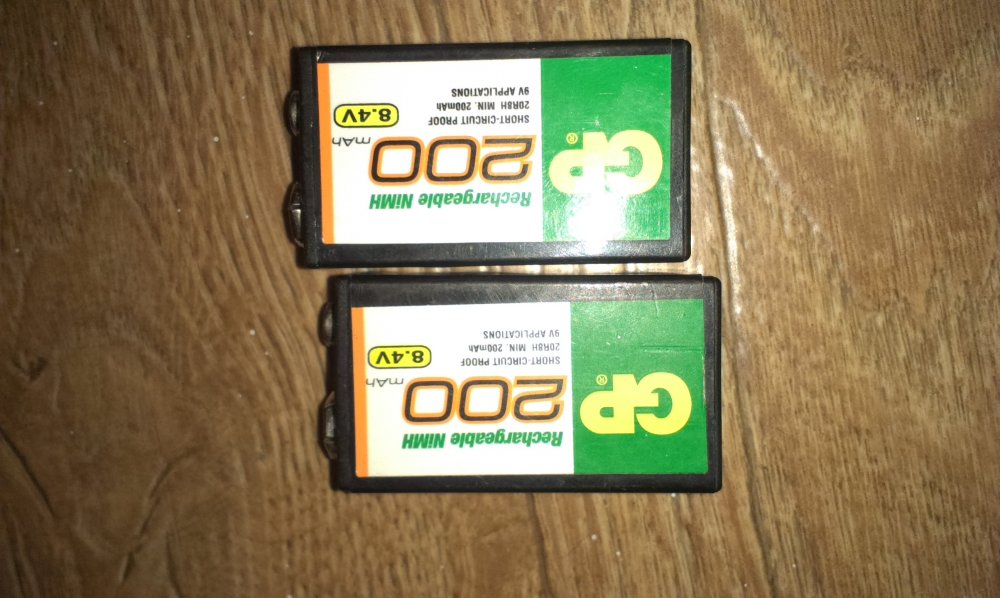 GP®
Rechargeable NiMH
200 mAh
SHORT-CIRCUIT PROOF
20R8H MIN. 200mAh
9V APPLICATIONS
8.4V
GP®
Rechargeable NiMH
200 mAh
SHORT-CIRCUIT PROOF
20R8H MIN. 200mAh
9V APPLICATIONS
8.4V